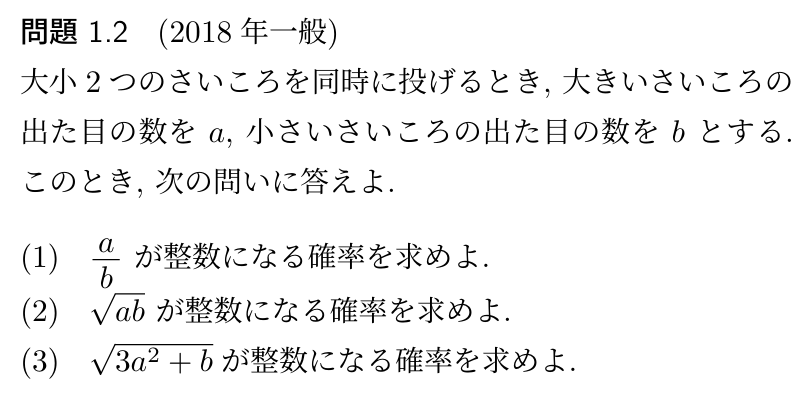 問題 1.2 (2018 年一般)
大小 2 つのさいころを同時に投げるとき, 大きいさいころの
出た目の数を a, 小さいさいころの出た目の数を b とする.
このとき, 次の問いに答えよ.
(1) a/b が整数になる確率を求めよ.
(2) √ab が整数になる確率を求めよ.
(3) √3a²+b が整数になる確率を求めよ.